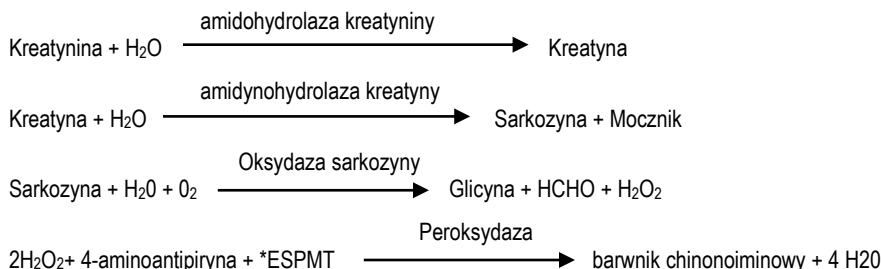 amidohydrolaza kreatyniny
Kreatynina + H₂O Kreatyna
amidynohydrolaza kreatyny
Kreatyna + H₂O Sarkozyna + Mocznik
Oksydaza sarkozyny
Sarkozyna + H₂0 + 0₂ Glicyna + HCHO + H₂O₂
Peroksydaza
2H₂O₂+ 4-aminoantipiryna + *ESPMT barwnik chinonoiminowy + 4 H20